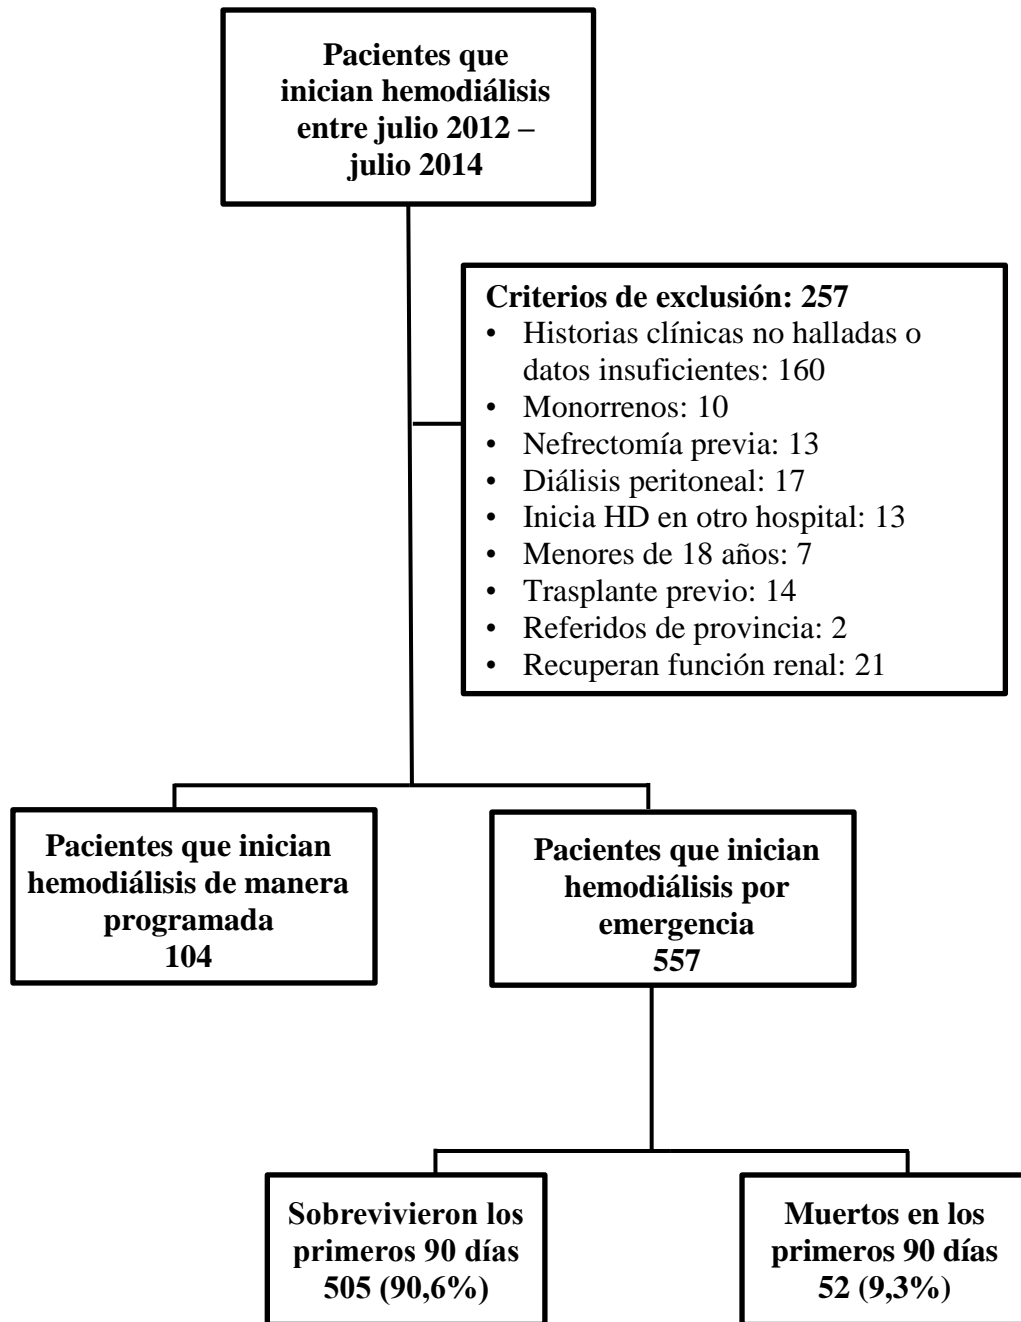 Pacientes que
inician hemodiálisis
entre julio 2012 –
julio 2014
Criterios de exclusión: 257
• Historias clínicas no halladas o
datos insuficientes: 160
• Monorrenos: 10
• Nefrectomía previa: 13
• Diálisis peritoneal: 17
• Inicia HD en otro hospital: 13
• Menores de 18 años: 7
• Trasplante previo: 14
• Referidos de provincia: 2
• Recuperan función renal: 21
Pacientes que inician
hemodiálisis de manera
programada
104
Pacientes que inician
hemodiálisis por
emergencia
557
Sobrevivieron los
primeros 90 días
505 (90,6%)
Muertos en los
primeros 90 días
52 (9,3%)